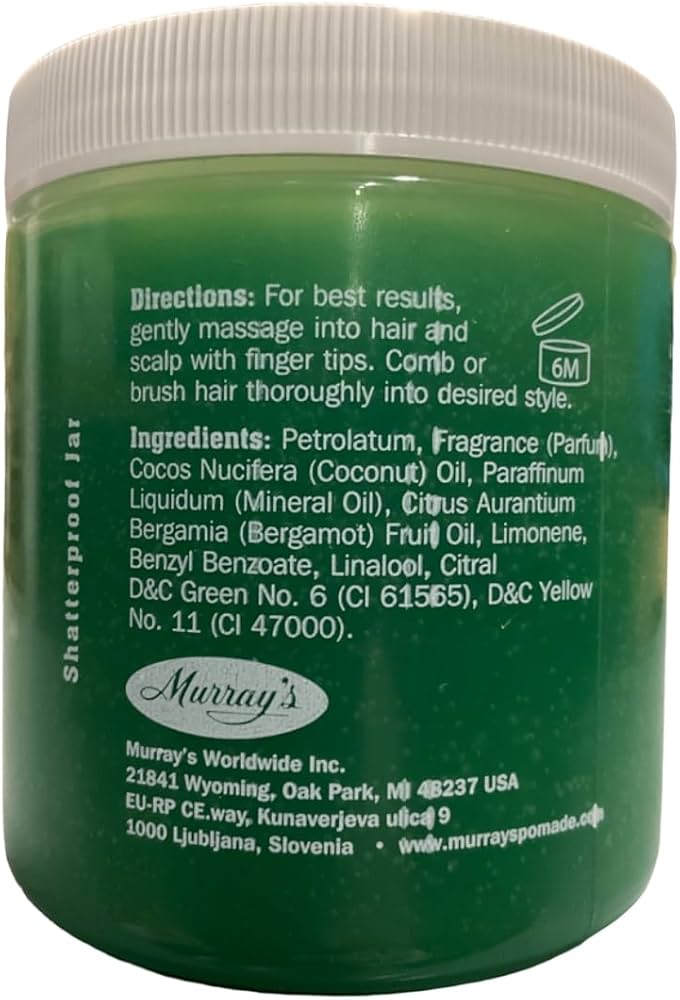 Directions: For best results,
gently massage into hair and
scalp with finger tips. Comb or
brush hair thoroughly into desired style.
6M
Ingredients: Petrolatum, Fragrance (Parfum),
Cocos Nucifera (Coconut) Oil, Paraffinum
Liquidum (Mineral Oil), Citrus Aurantium
Bergamia (Bergamot) Fruit Oil, Limonene,
Benzyl Benzoate, Linalool, Citral
D&C Green No. 6 (CI 61565), D&C Yellow
No. 11 (CI 47000).
Shatterproof Jar
Murray's
Murray's Worldwide Inc.
21841 Wyoming, Oak Park, MI 48237 USA
EU-RP CE.way, Kunaverjeva ulica 9
1000 Ljubljana, Slovenia • www.murrayspomade.com